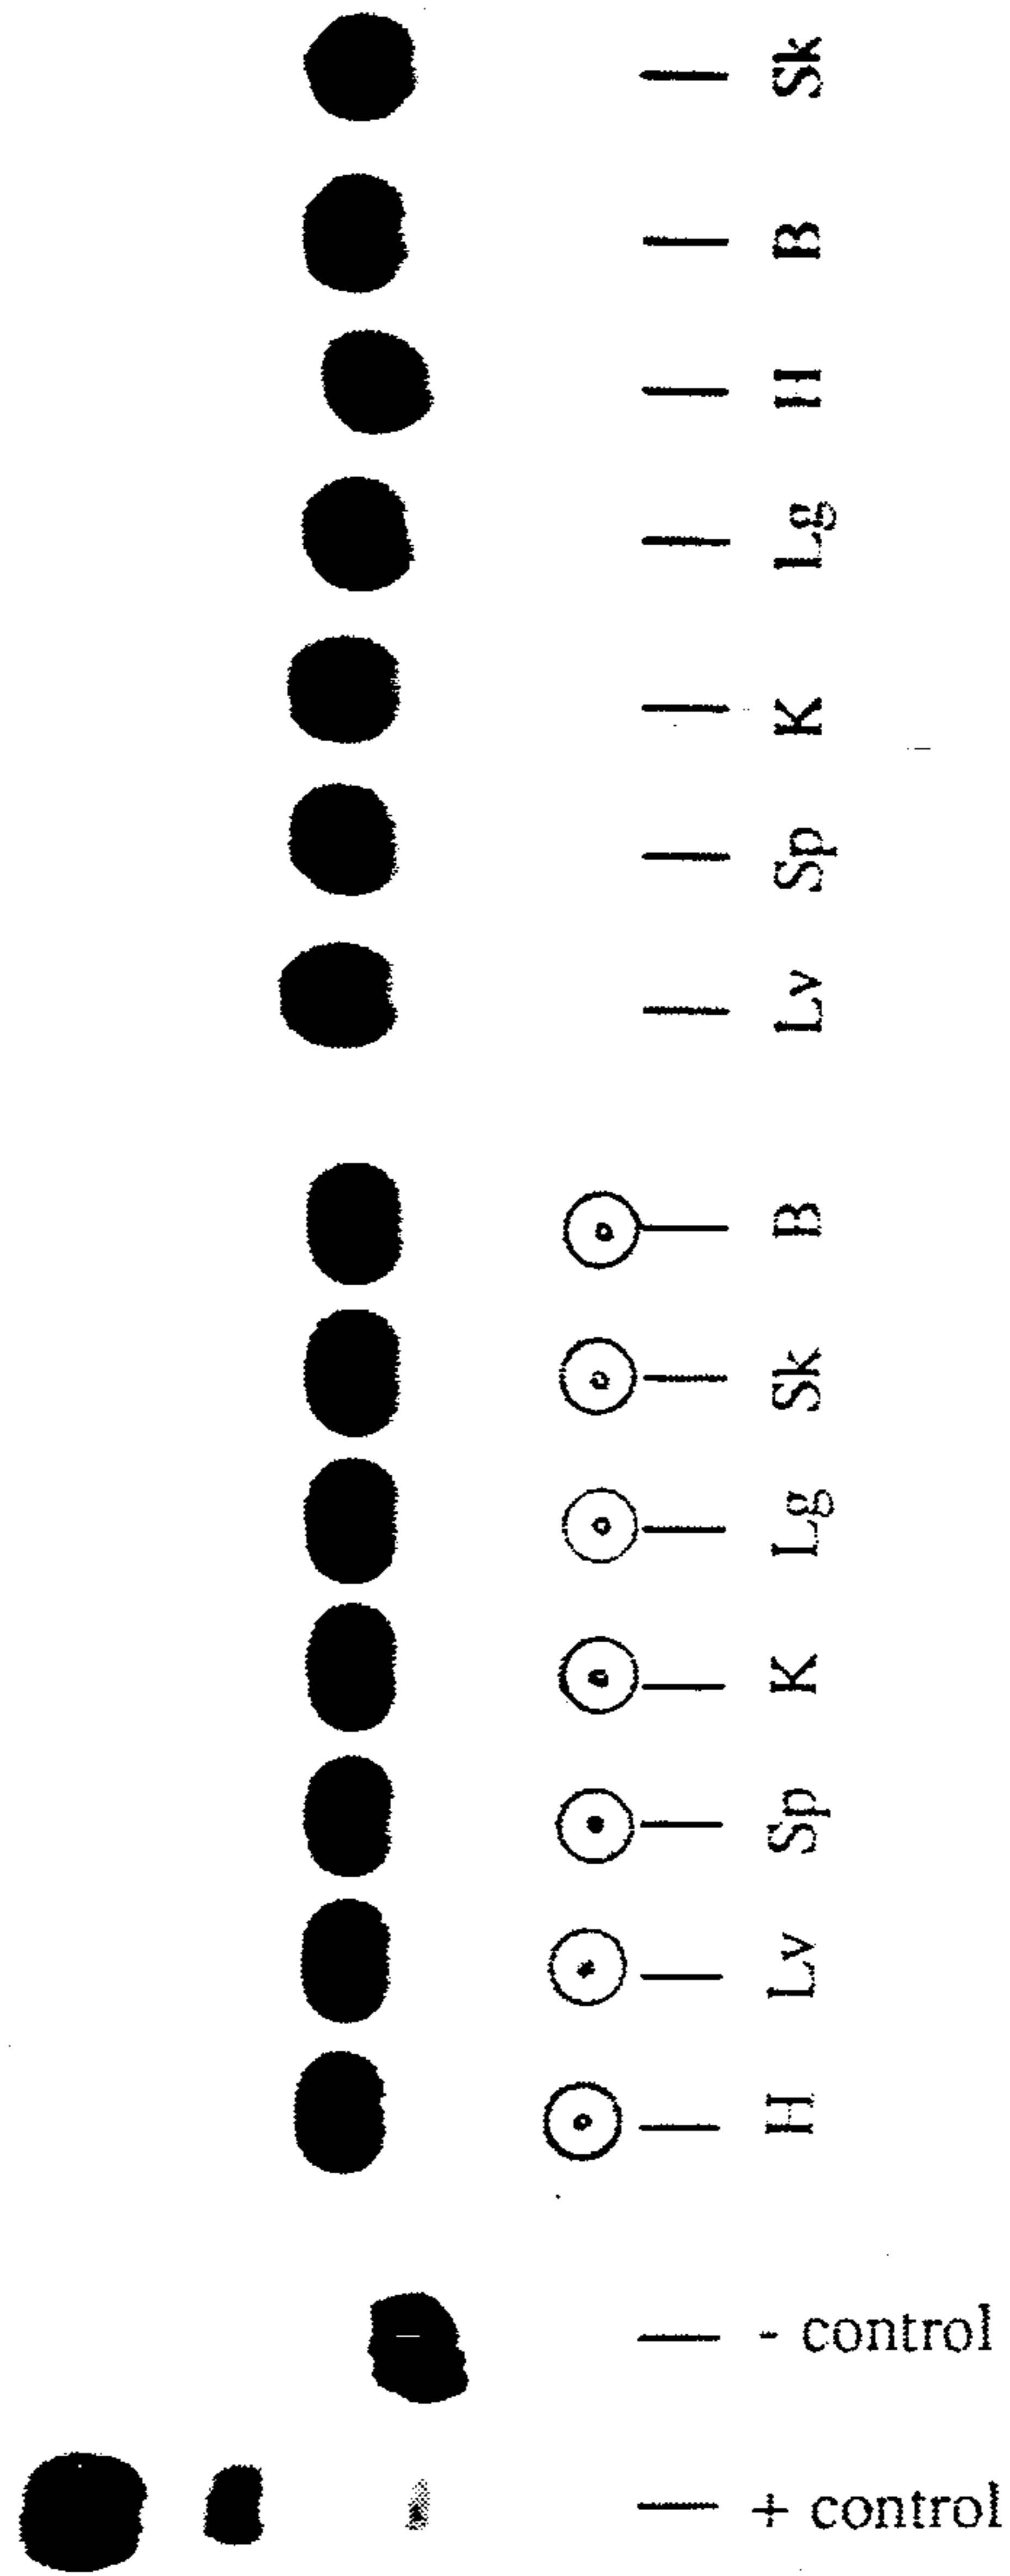 Sk
B
H
Lg
K
Sp
Lv
B
Sk
Lg
K
Sp
Lv
H
- control
+ control